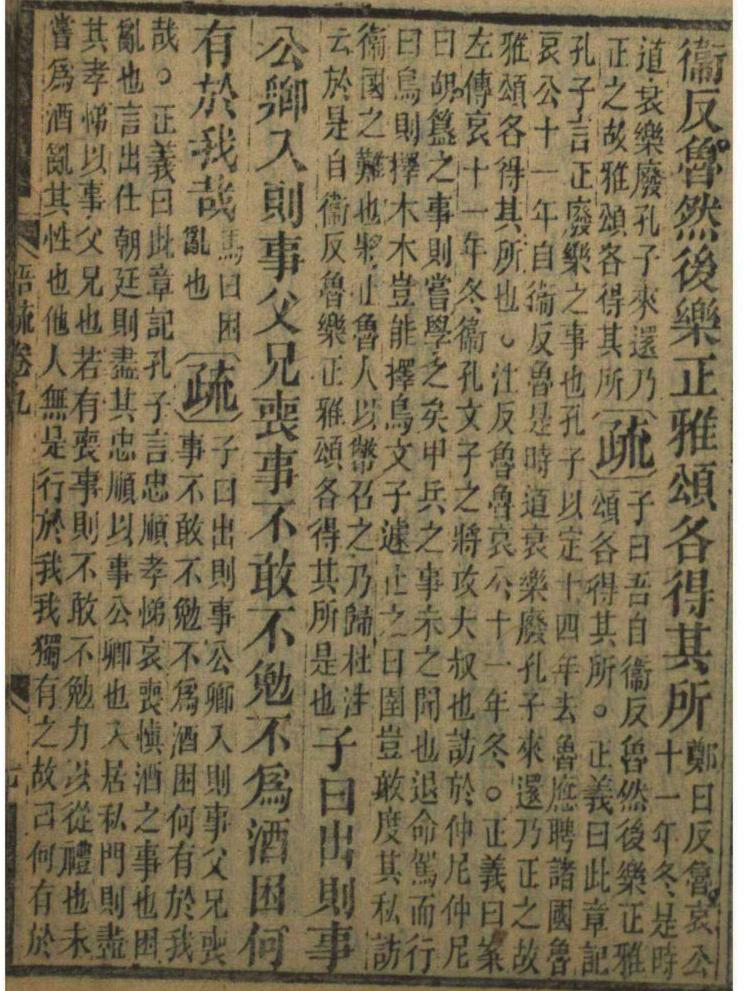 衞反魯然後樂正雅頌各得其所
鄭曰反魯哀公
十一年冬是時
道衰樂廢孔子來還乃
正之故雅頌各得其所
疏
子曰吾自衞反魯然後樂正雅
頌各得其所。正義曰此章記
孔子言正廢樂之事也孔子以定十四年去魯應聘諸國魯
哀公十一年自衞反魯是時道衰樂廢孔子來還乃正之故
雅頌各得其所也。注反魯魯哀公十一年冬。正義曰案
左傳哀十一年冬衞孔文子之將攻大叔也訪於仲尼仲尼
曰胡簋之事則嘗學之矣甲兵之事未之聞也退命駕而行
曰鳥則擇木木豈能擇鳥文子遽止之曰圉豈敢度其私訪
衞國之難也將止魯人以幣召之乃歸杜注
云於是自衞反魯樂正雅頌各得其所是也
子曰出則事
公卿入則事父兄喪事不敢不勉不爲酒困何
有於我哉
馬曰困
亂也
疏
子曰出則事公卿入則事父兄喪
事不敢不勉不爲酒困何有於我
哉。正義曰此章記孔子言忠順孝悌哀喪慎酒之事也困
亂也言出仕朝廷則盡其忠順以事公卿也入居私門則盡
其孝悌以事父兄也若有喪事則不敢不勉力以從禮也未
嘗爲酒亂其性也他人無是行於我我獨有之故曰何有於
語疏卷九
七